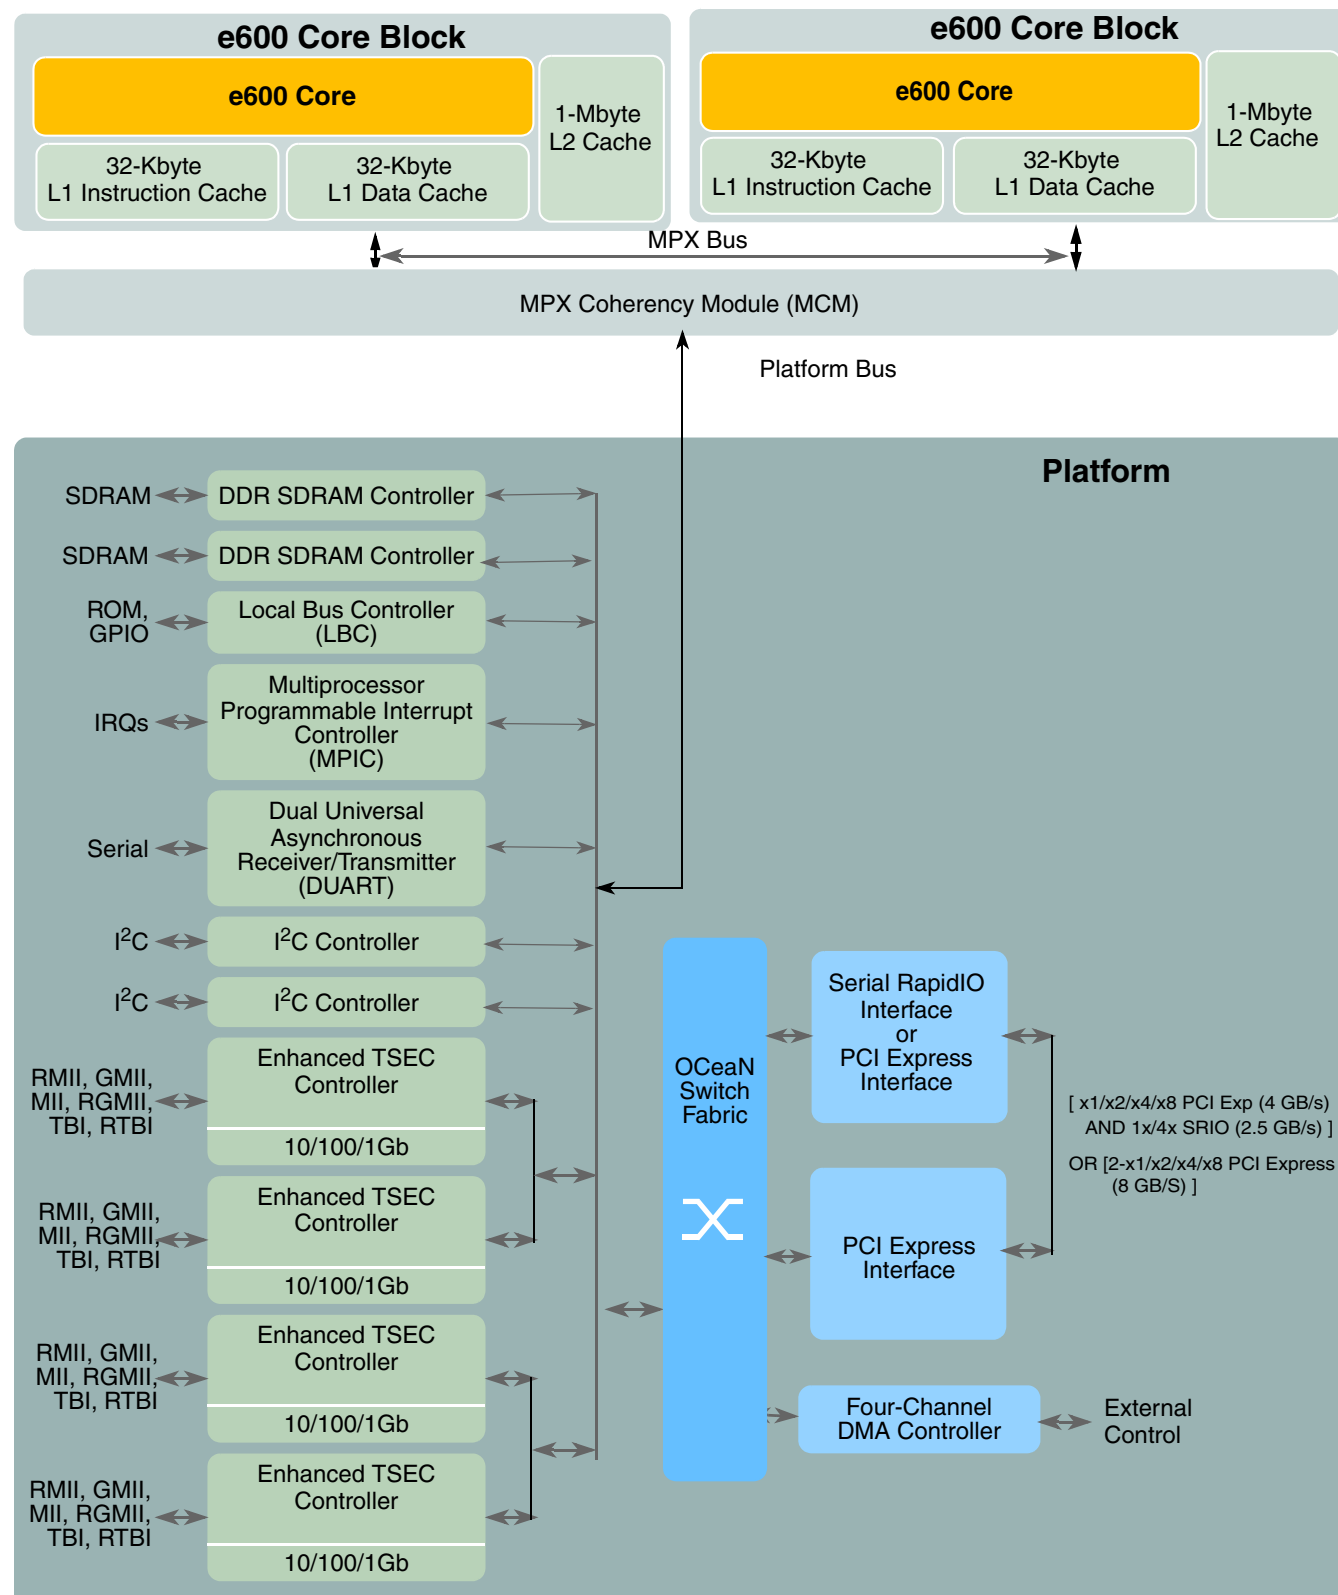 e600 Core Block
e600 Core
1-Mbyte
L2 Cache
32-Kbyte
L1 Instruction Cache
32-Kbyte
L1 Data Cache
e600 Core Block
e600 Core
1-Mbyte
L2 Cache
32-Kbyte
L1 Instruction Cache
32-Kbyte
L1 Data Cache
MPX Bus
MPX Coherency Module (MCM)
Platform Bus
Platform
SDRAM
DDR SDRAM Controller
SDRAM
DDR SDRAM Controller
ROM,
GPIO
Local Bus Controller
(LBC)
IRQs
Multiprocessor
Programmable Interrupt
Controller
(MPIC)
Serial
Dual Universal
Asynchronous
Receiver/Transmitter
(DUART)
I²C
I²C Controller
I²C
I²C Controller
RMII, GMII,
MII, RGMII,
TBI, RTBI
Enhanced TSEC
Controller
10/100/1Gb
RMII, GMII,
MII, RGMII,
TBI, RTBI
Enhanced TSEC
Controller
10/100/1Gb
RMII, GMII,
MII, RGMII,
TBI, RTBI
Enhanced TSEC
Controller
10/100/1Gb
RMII, GMII,
MII, RGMII,
TBI, RTBI
Enhanced TSEC
Controller
10/100/1Gb
OCeaN
Switch
Fabric
Serial RapidIO
Interface
or
PCI Express
Interface
PCI Express
Interface
[ x1/x2/x4/x8 PCI Exp (4 GB/s)
AND 1x/4x SRIO (2.5 GB/s) ]
OR [2-x1/x2/x4/x8 PCI Express
(8 GB/S) ]
Four-Channel
DMA Controller
External
Control